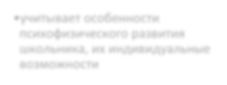 •учитывает особенности
психофизического развития
школьника, их индивидуальные
возможности